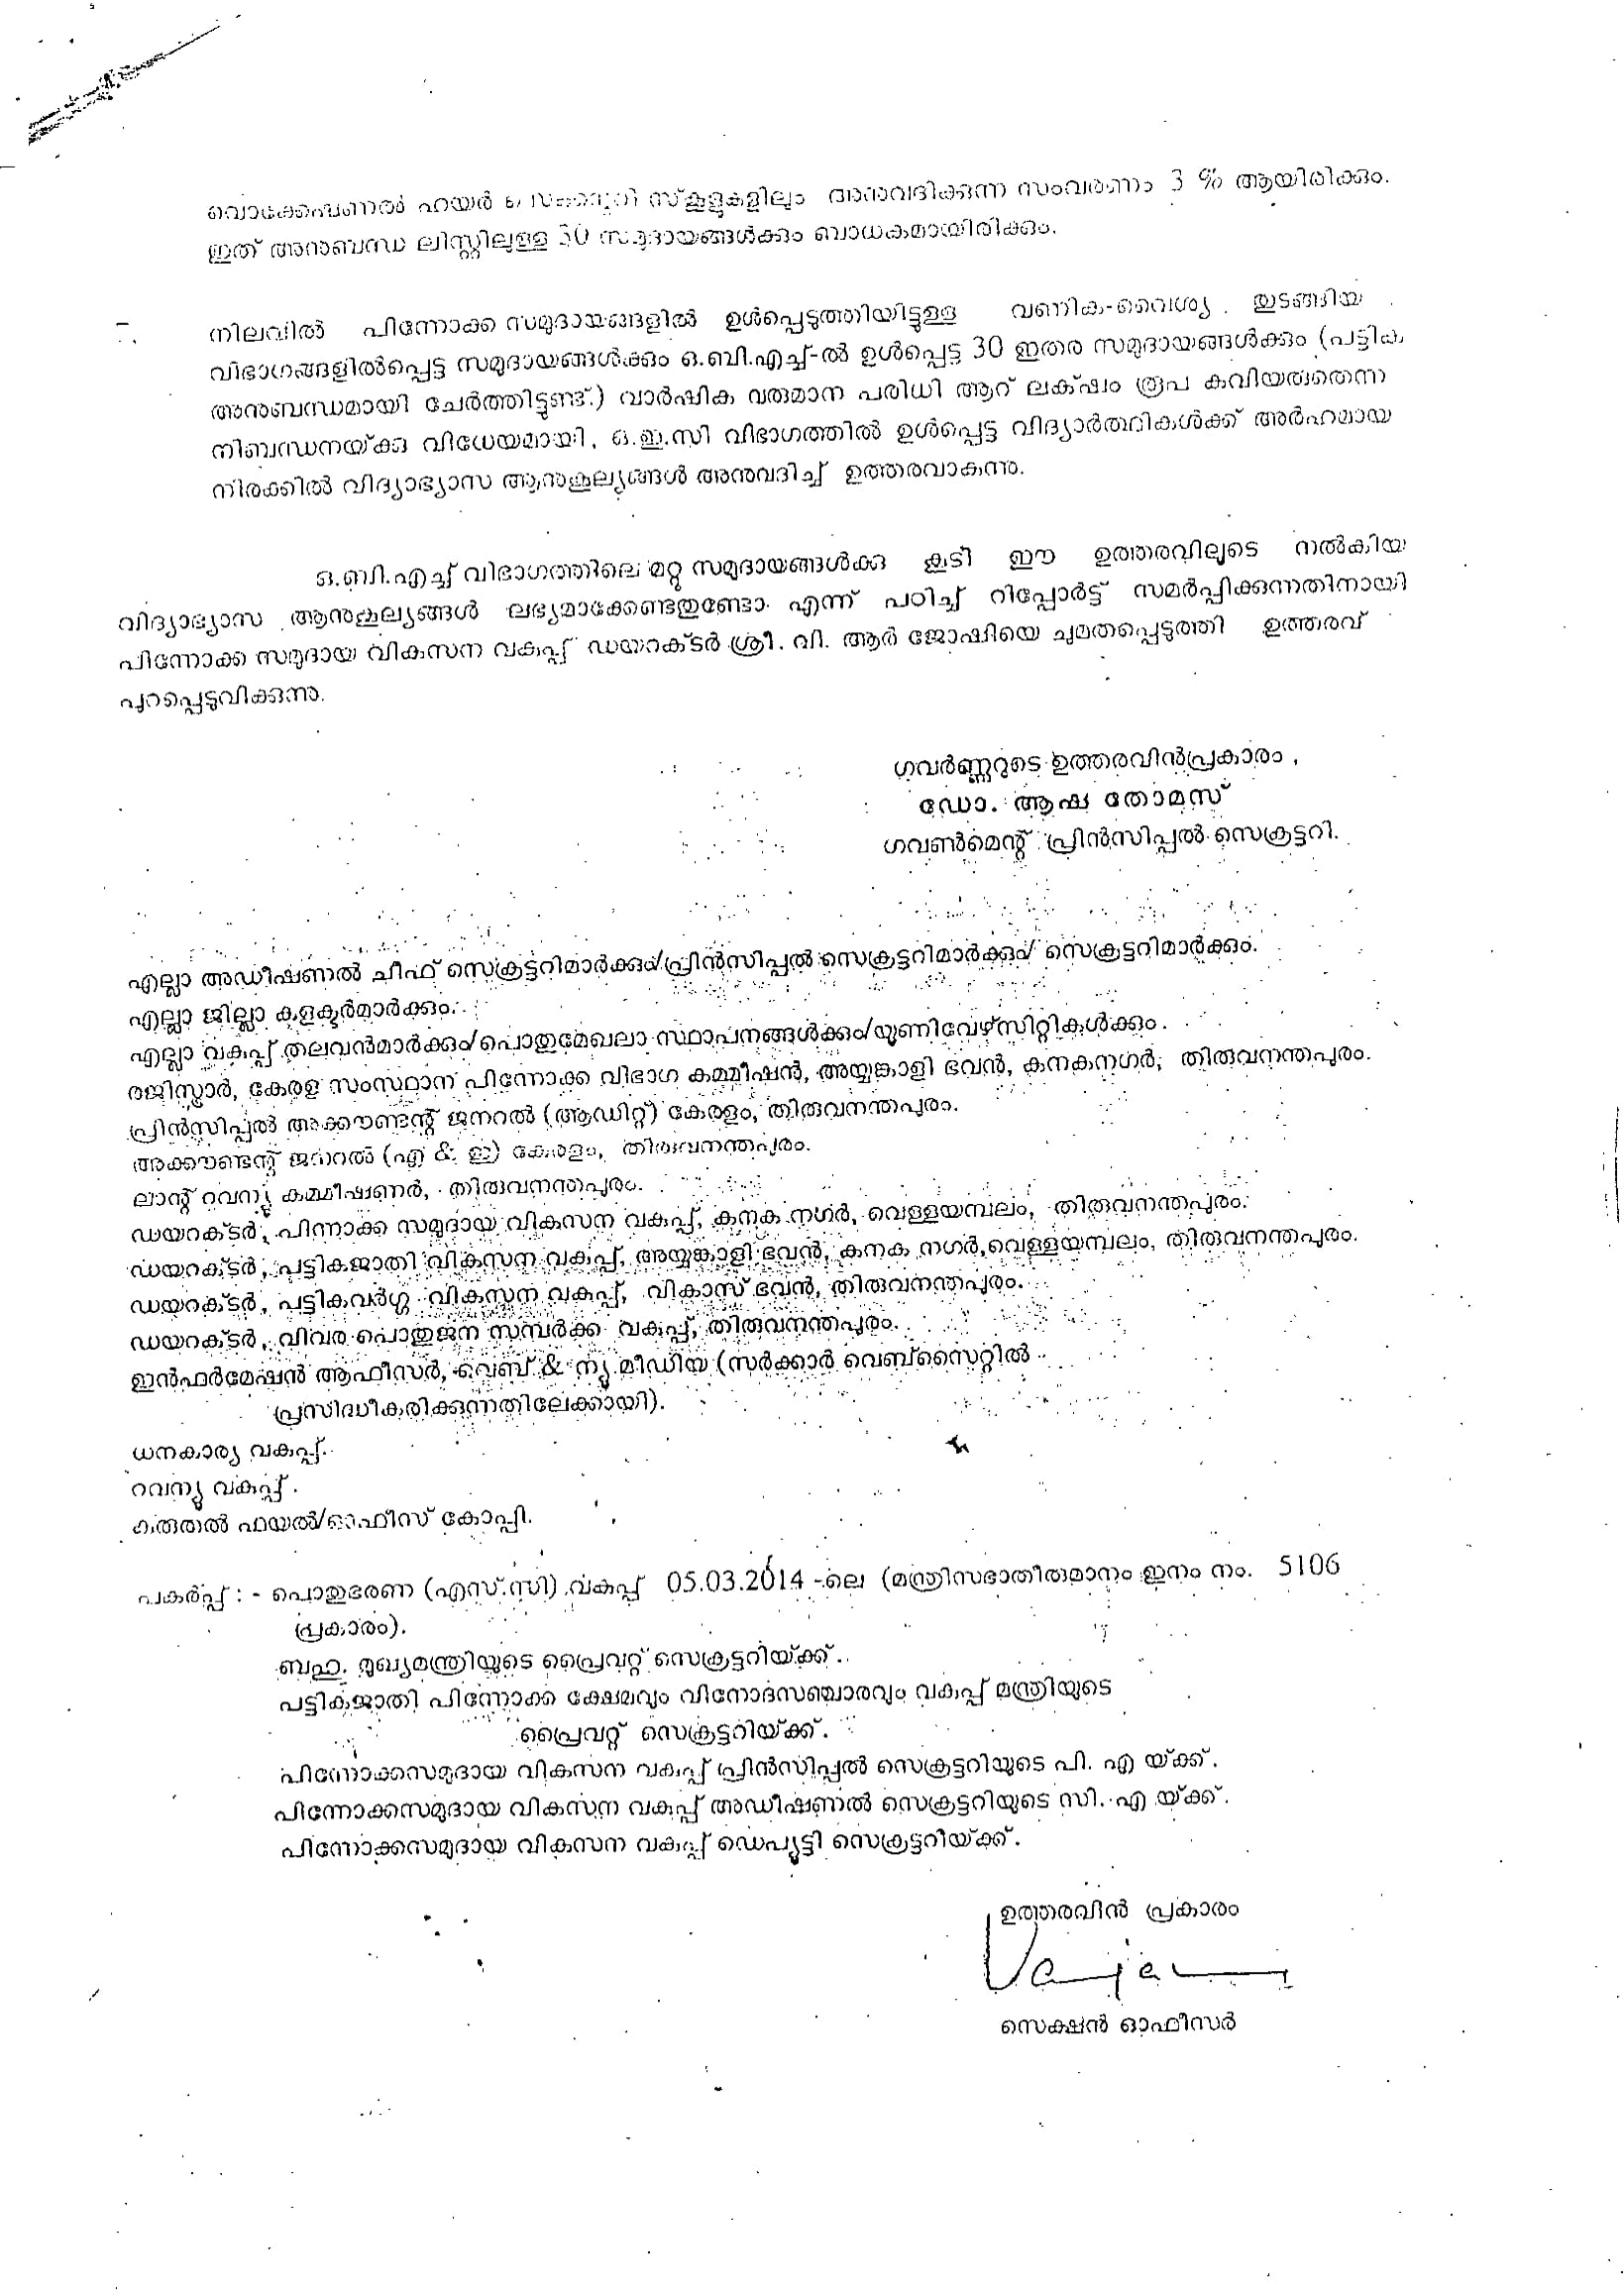 വൊക്കേഷണൽ ഹയർ സെക്കന്ററി സ്കൂളുകളിലും അനുവദിക്കുന്ന സംവരണം 3 % ആയിരിക്കും.
ഇത് അനുബന്ധ ലിസ്റ്റിലുള്ള 30 സമുദായങ്ങൾക്കും ബാധകമായിരിക്കും.
നിലവിൽ പിന്നോക്ക സമുദായങ്ങളിൽ ഉൾപ്പെടുത്തിയിട്ടുള്ള വണിക-വൈശ്യ തുടങ്ങിയ
വിഭാഗങ്ങളിൽപ്പെട്ട സമുദായങ്ങൾക്കും ഒ.ബി.എച്ച്-ൽ ഉൾപ്പെട്ട 30 ഇതര സമുദായങ്ങൾക്കും (പട്ടിക
അനുബന്ധമായി ചേർത്തിട്ടുണ്ട്.) വാർഷിക വരുമാന പരിധി ആറ് ലക്ഷം രൂപ കവിയരുതെന്ന
നിബന്ധനയ്ക്കു വിധേയമായി, ഒ.ഇ.സി വിഭാഗത്തിൽ ഉൾപ്പെട്ട വിദ്യാർത്ഥികൾക്ക് അർഹമായ
നിരക്കിൽ വിദ്യാഭ്യാസ ആനുകൂല്യങ്ങൾ അനുവദിച്ച് ഉത്തരവാകുന്നു.
ഒ.ബി.എച്ച് വിഭാഗത്തിലെ മറ്റു സമുദായങ്ങൾക്കു കൂടി ഈ ഉത്തരവിലൂടെ നൽകിയ
വിദ്യാഭ്യാസ ആനുകൂല്യങ്ങൾ ലഭ്യമാക്കേണ്ടതുണ്ടോ എന്ന് പഠിച്ച് റിപ്പോർട്ട് സമർപ്പിക്കുന്നതിനായി
പിന്നോക്ക സമുദായ വികസന വകുപ്പ് ഡയറക്ടർ ശ്രീ. വി. ആർ ജോഷിയെ ചുമതപ്പെടുത്തി ഉത്തരവ്
പുറപ്പെടുവിക്കുന്നു.
ഗവർണ്ണറുടെ ഉത്തരവിൻപ്രകാരം,
ഡോ. ആഷ തോമസ്
ഗവൺമെന്റ് പ്രിൻസിപ്പൽ സെക്രട്ടറി.
എല്ലാ അഡീഷണൽ ചീഫ് സെക്രട്ടറിമാർക്കും/പ്രിൻസിപ്പൽ സെക്രട്ടറിമാർക്കും/ സെക്രട്ടറിമാർക്കും.
എല്ലാ ജില്ലാ കളക്ടർമാർക്കും.
എല്ലാ വകുപ്പ് തലവൻമാർക്കും/പൊതുമേഖലാ സ്ഥാപനങ്ങൾക്കും/യൂണിവേഴ്സിറ്റികൾക്കും.
രജിസ്ട്രാർ, കേരള സംസ്ഥാന പിന്നോക്ക വിഭാഗ കമ്മീഷൻ, അയ്യങ്കാളി ഭവൻ, കനകനഗർ, തിരുവനന്തപുരം.
പ്രിൻസിപ്പൽ അക്കൗണ്ടന്റ് ജനറൽ (ആഡിറ്റ്) കേരളം, തിരുവനന്തപുരം.
അക്കൗണ്ടന്റ് ജനറൽ (എ & ഇ) കേരളം, തിരുവനന്തപുരം.
ലാന്റ് റവന്യൂ കമ്മീഷണർ, തിരുവനന്തപുരം.
ഡയറക്ടർ, പിന്നാക്ക സമുദായ വികസന വകുപ്പ്, കനക നഗർ, വെള്ളയമ്പലം, തിരുവനന്തപുരം.
ഡയറക്ടർ, പട്ടികജാതി വികസന വകുപ്പ്, അയ്യങ്കാളി ഭവൻ, കനക നഗർ,വെള്ളയമ്പലം, തിരുവനന്തപുരം.
ഡയറക്ടർ, പട്ടികവർഗ്ഗ വികസന വകുപ്പ്, വികാസ് ഭവൻ, തിരുവനന്തപുരം.
ഡയറക്ടർ, വിവര പൊതുജന സമ്പർക്ക വകുപ്പ്, തിരുവനന്തപുരം.
ഇൻഫർമേഷൻ ആഫീസർ, വെബ് & ന്യൂ മീഡിയ (സർക്കാർ വെബ്സൈറ്റിൽ
പ്രസിദ്ധീകരിക്കുന്നതിലേക്കായി).
ധനകാര്യ വകുപ്പ്.
റവന്യൂ വകുപ്പ്.
കരുതൽ ഫയൽ/ഓഫീസ് കോപ്പി.
പകർപ്പ് : - പൊതുഭരണ (എസ്.സി) വകുപ്പ് 05.03.2014 -ലെ (മന്ത്രിസഭാതീരുമാനം ഇനം നം. 5106
പ്രകാരം).
ബഹു. മുഖ്യമന്ത്രിയുടെ പ്രൈവറ്റ് സെക്രട്ടറിയ്ക്ക്.
പട്ടികജാതി പിന്നോക്ക ക്ഷേമവും വിനോദസഞ്ചാരവും വകുപ്പ് മന്ത്രിയുടെ
പ്രൈവറ്റ് സെക്രട്ടറിയ്ക്ക്.
പിന്നോക്കസമുദായ വികസന വകുപ്പ് പ്രിൻസിപ്പൽ സെക്രട്ടറിയുടെ പി. എ യ്ക്ക്.
പിന്നോക്കസമുദായ വികസന വകുപ്പ് അഡീഷണൽ സെക്രട്ടറിയുടെ സി. എ യ്ക്ക്.
പിന്നോക്കസമുദായ വികസന വകുപ്പ് ഡെപ്യൂട്ടി സെക്രട്ടറിയ്ക്ക്.
ഉത്തരവിൻ പ്രകാരം
സെക്ഷൻ ഓഫീസർ